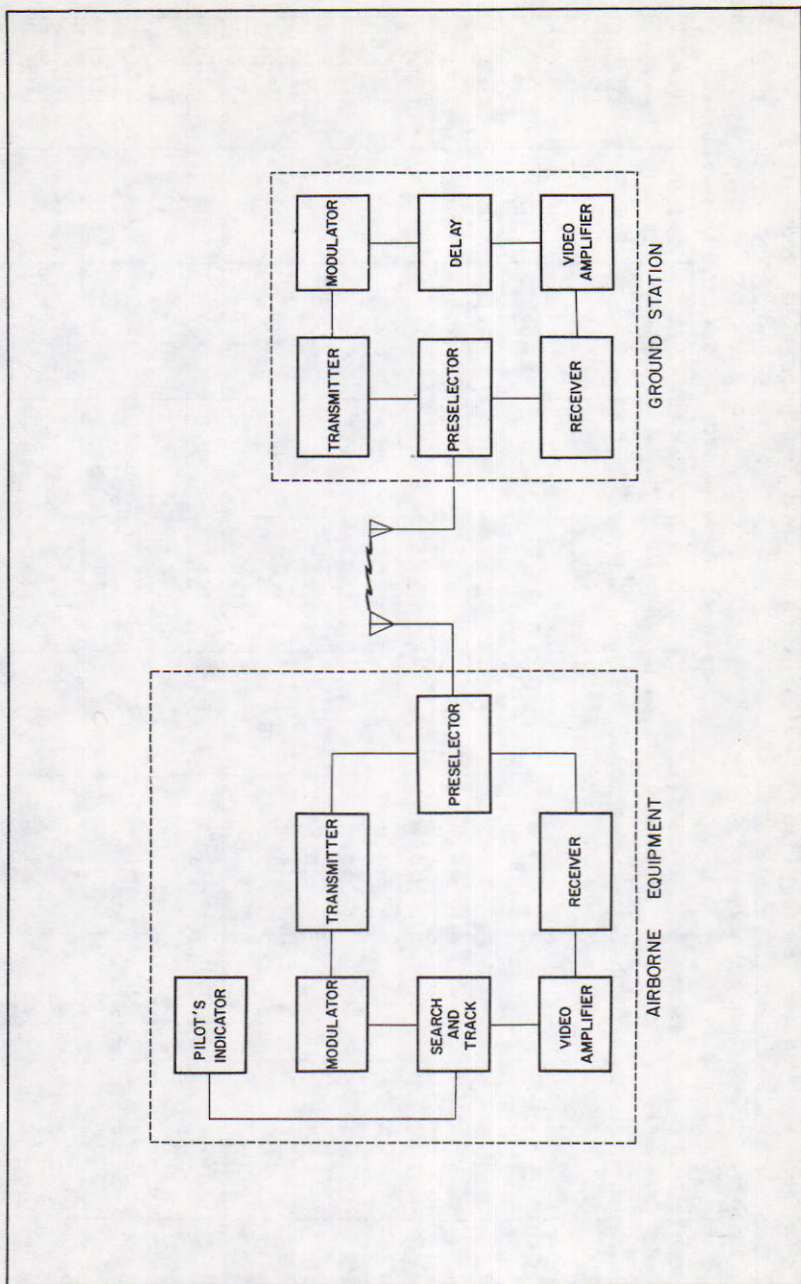 PILOT'S
INDICATOR
MODULATOR
TRANSMITTER
SEARCH
AND
TRACK
PRESELECTOR
VIDEO
AMPLIFIER
RECEIVER
AIRBORNE EQUIPMENT
TRANSMITTER
MODULATOR
PRESELECTOR
DELAY
RECEIVER
VIDEO
AMPLIFIER
GROUND STATION